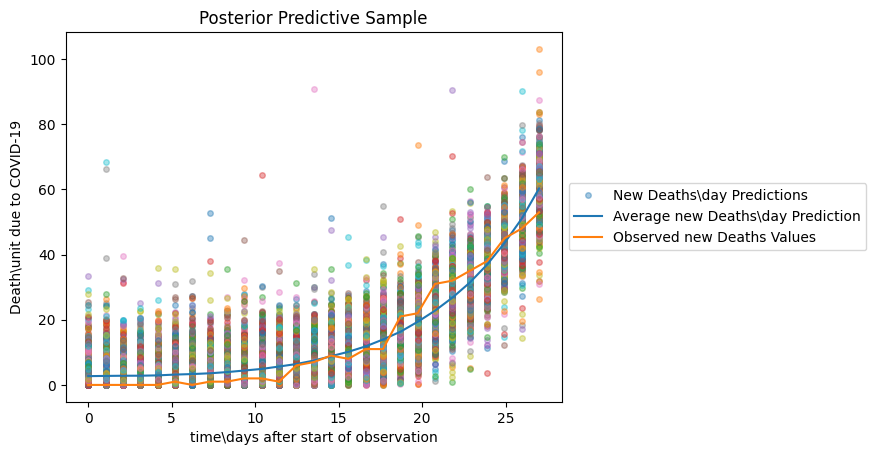 Posterior Predictive Sample
Death\unit due to COVID-19
100
80
60
40
20
0
0 5 10 15 20 25
time\days after start of observation
New Deaths\day Predictions
Average new Deaths\day Prediction
Observed new Deaths Values